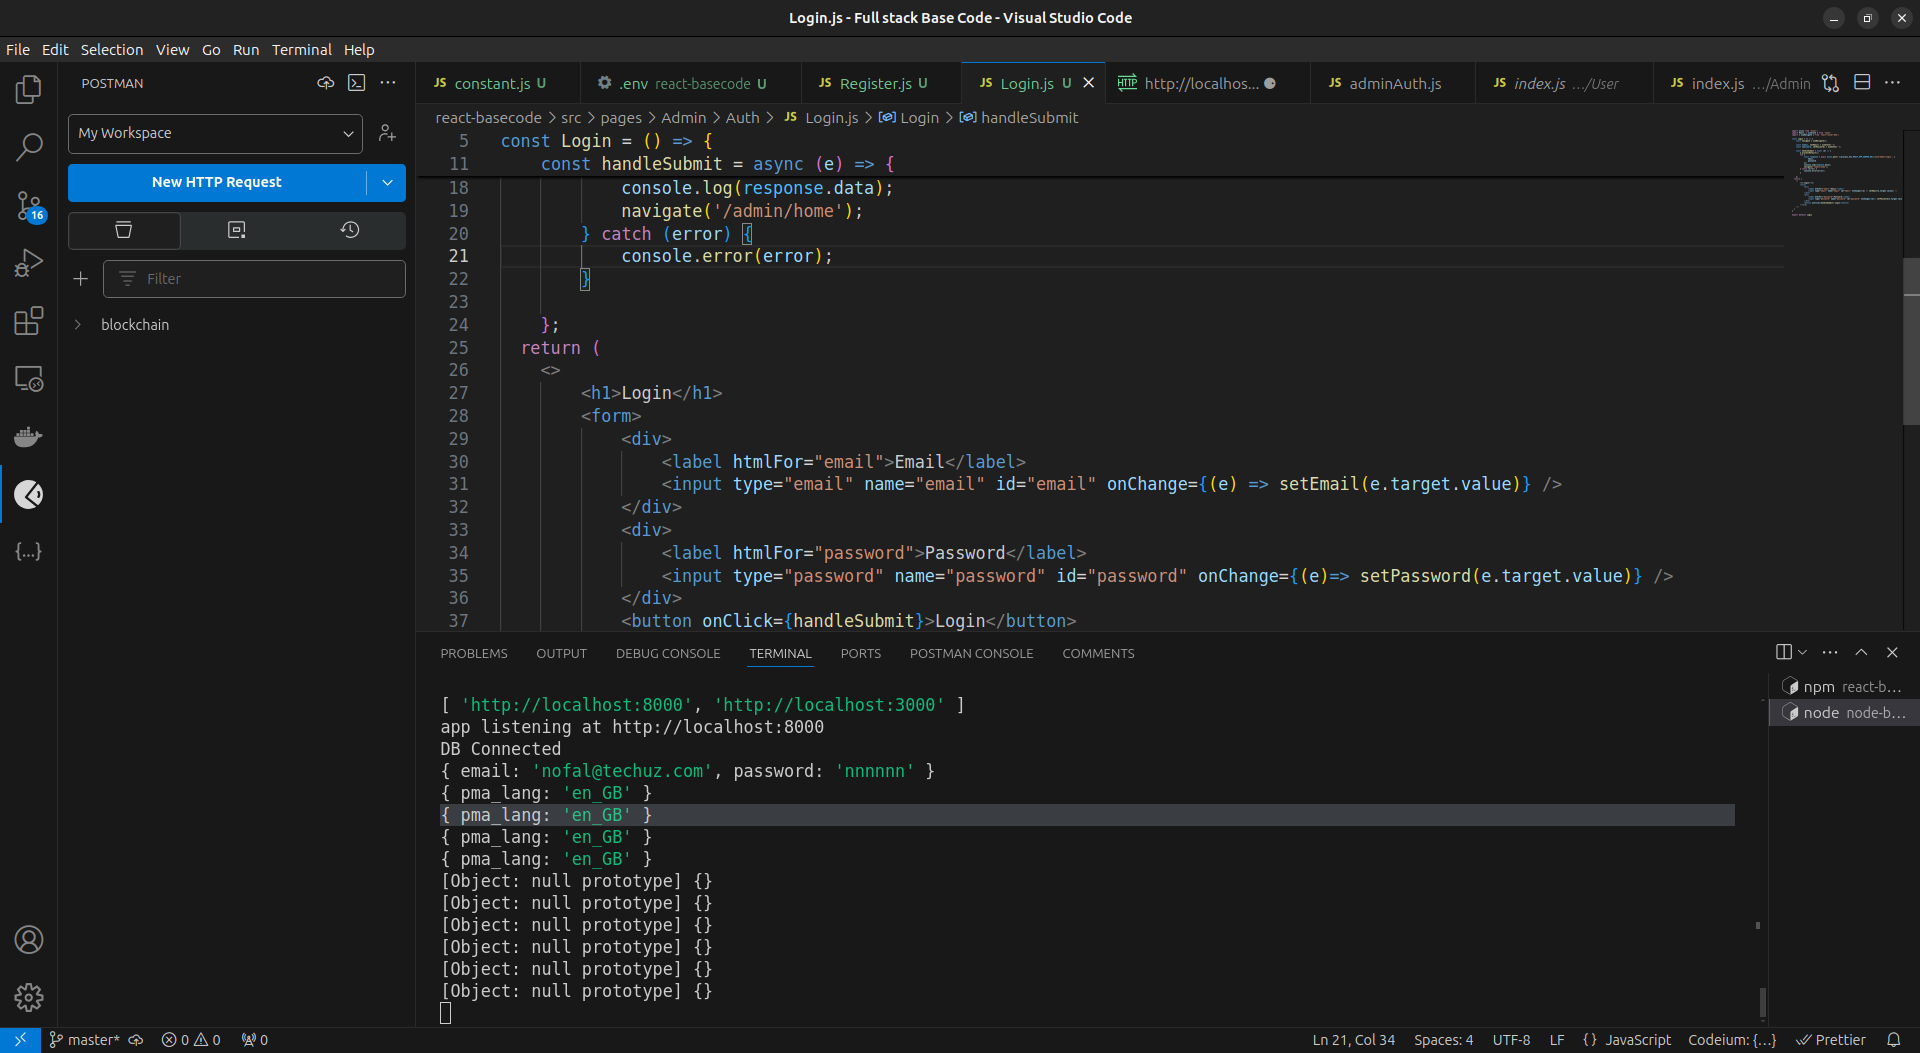 Login.js - Full stack Base Code - Visual Studio Code
File Edit Selection View Go Run Terminal Help
POSTMAN
My Workspace
New HTTP Request
Filter
blockchain
16
JS constant.js U
.env react-basecode U
JS Register.js U
JS Login.js U
HTTP http://localhos...
JS adminAuth.js
JS index.js .../User
JS index.js .../Admin
react-basecode > src > pages > Admin > Auth > JS Login.js > Login > handleSubmit
5 const Login = () => {
11 const handleSubmit = async (e) => {
18 console.log(response.data);
19 navigate('/admin/home');
20 } catch (error) {
21 console.error(error);
22 }
23
24 };
25 return (
26 <>
27 <h1>Login</h1>
28 <form>
29 <div>
30 <label htmlFor="email">Email</label>
31 <input type="email" name="email" id="email" onChange={(e) => setEmail(e.target.value)} />
32 </div>
33 <div>
34 <label htmlFor="password">Password</label>
35 <input type="password" name="password" id="password" onChange={(e)=> setPassword(e.target.value)} />
36 </div>
37 <button onClick={handleSubmit}>Login</button>
PROBLEMS OUTPUT DEBUG CONSOLE TERMINAL PORTS POSTMAN CONSOLE COMMENTS
[ 'http://localhost:8000', 'http://localhost:3000' ]
app listening at http://localhost:8000
DB Connected
{ email: 'nofal@techuz.com', password: 'nnnnnn' }
{ pma_lang: 'en_GB' }
{ pma_lang: 'en_GB' }
{ pma_lang: 'en_GB' }
{ pma_lang: 'en_GB' }
[Object: null prototype] {}
[Object: null prototype] {}
[Object: null prototype] {}
[Object: null prototype] {}
[Object: null prototype] {}
[Object: null prototype] {}
npm react-b...
node node-b...
master* 0 0 0
Ln 21, Col 34 Spaces: 4 UTF-8 LF {} JavaScript Codeium: {...} Prettier